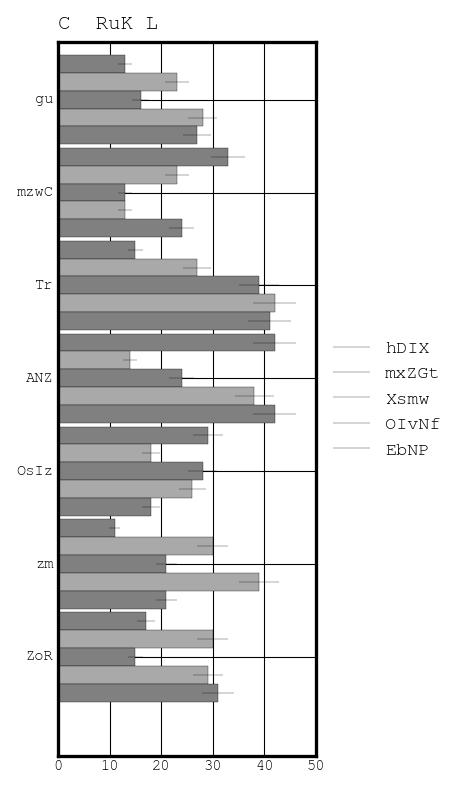 C  RuK L
gu
mzwC
Tr
ANZ
OsIz
zm
ZoR
0 10 20 30 40 50
hDIX
mxZGt
Xsmw
OIvNf
EbNP